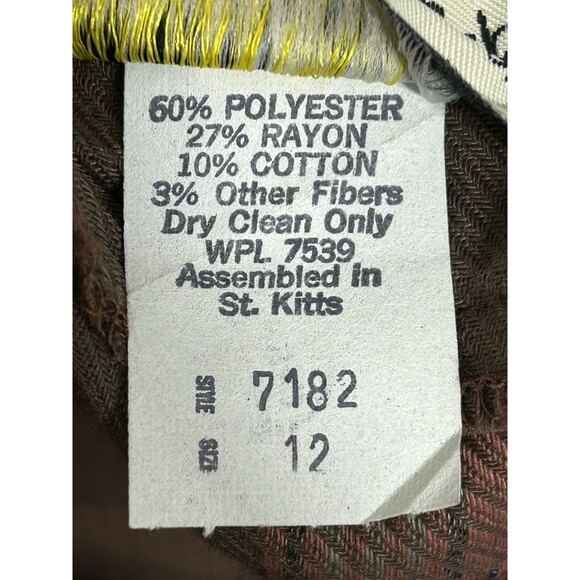 60% POLYESTER
27% RAYON
10% COTTON
3% Other Fibers
Dry Clean Only
WPL 7539
Assembled In
St. Kitts
STYLE 7182
SIZE 12